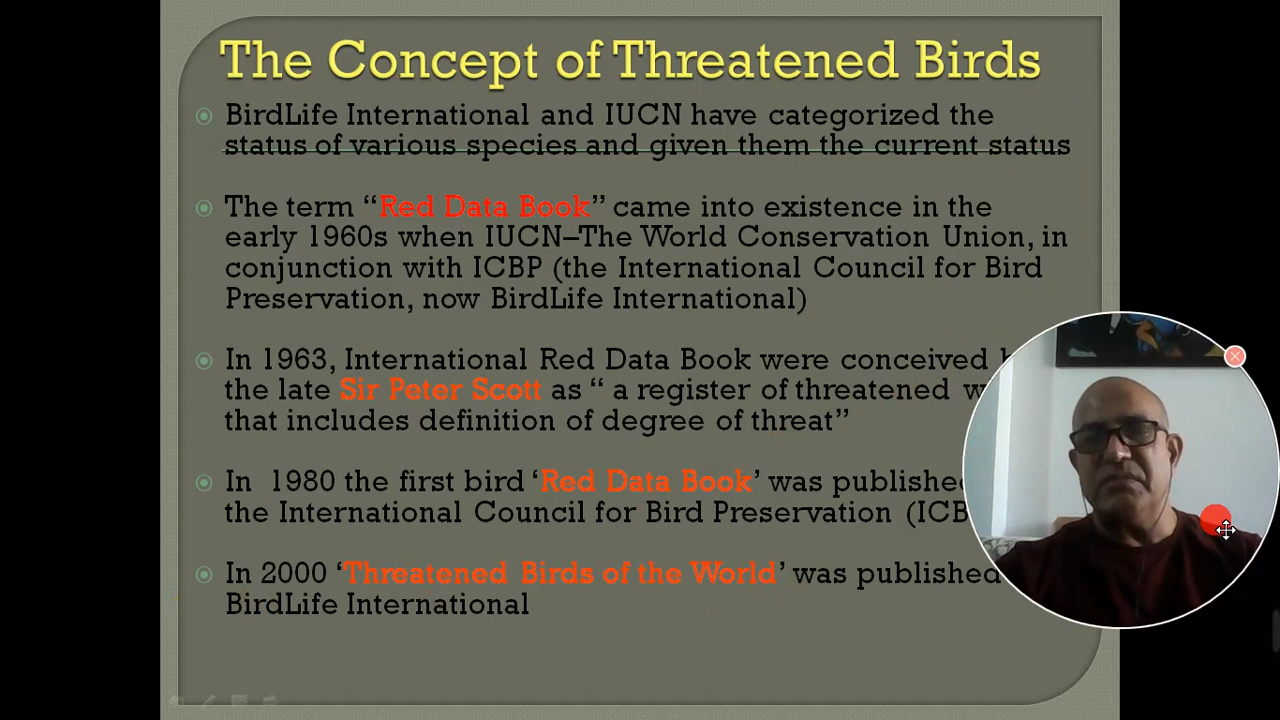 The Concept of Threatened Birds
BirdLife International and IUCN have categorized the
status of various species and given them the current status
The term “Red Data Book” came into existence in the
early 1960s when IUCN–The World Conservation Union, in
conjunction with ICBP (the International Council for Bird
Preservation, now BirdLife International)
In 1963, International Red Data Book were conceived
the late Sir Peter Scott as “ a register of threatened
that includes definition of degree of threat”
In 1980 the first bird ‘Red Data Book’ was
the International Council for Bird Preservation
In 2000 ‘Threatened Birds of the World’ was published
BirdLife International